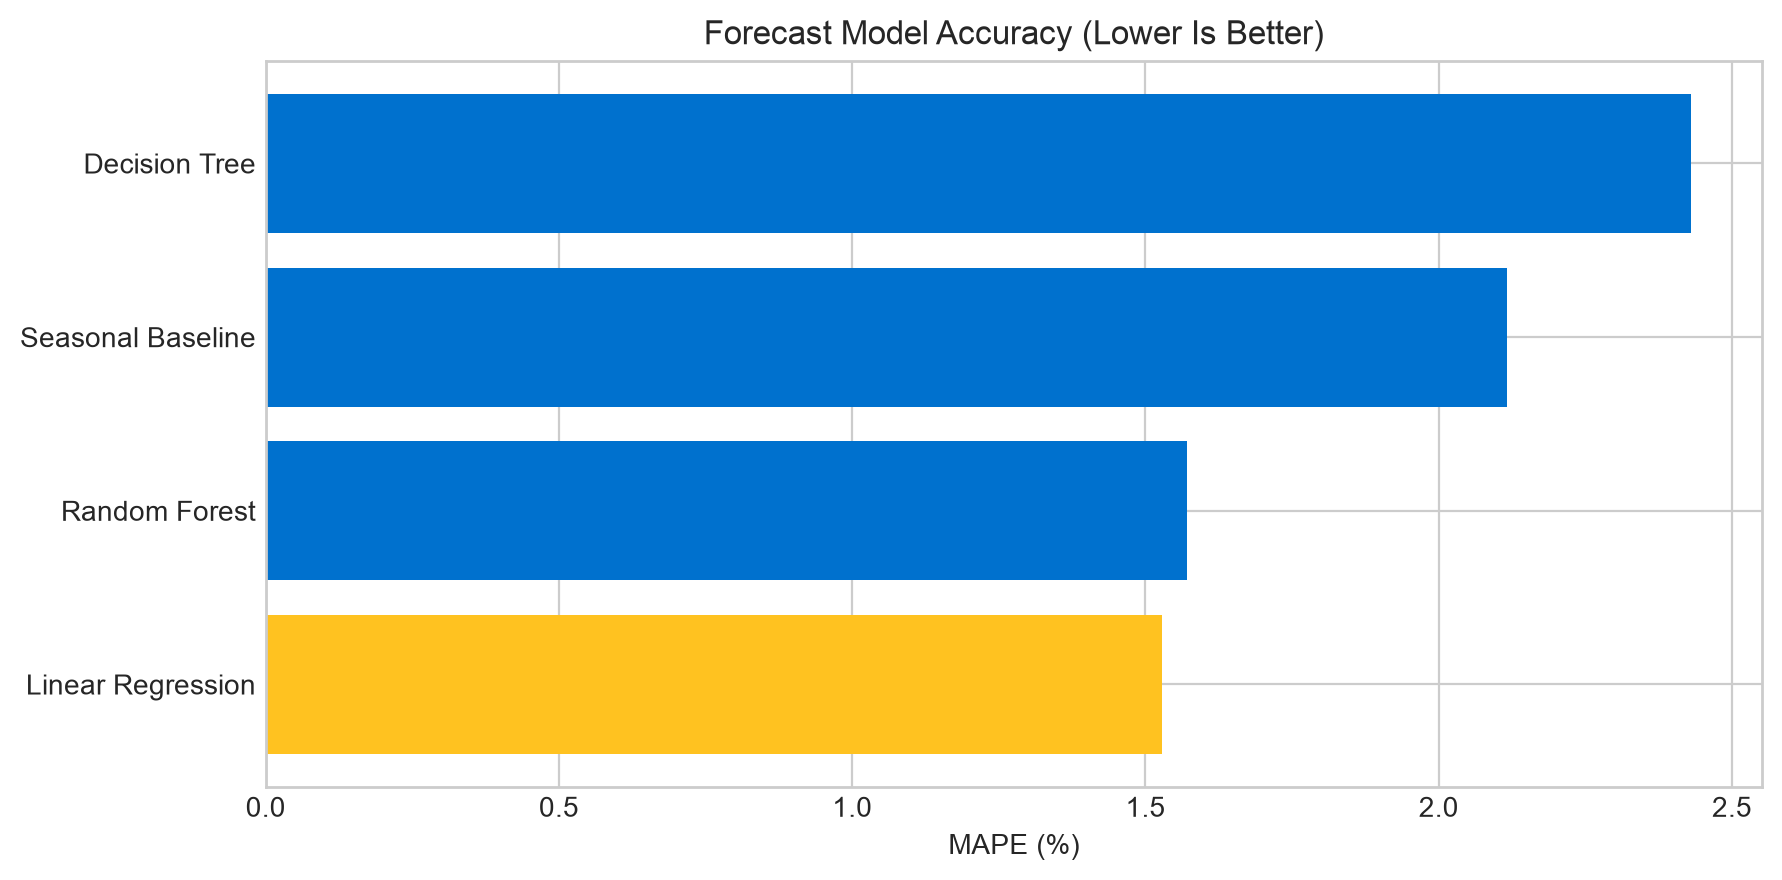 Forecast Model Accuracy (Lower Is Better)
Decision Tree
Seasonal Baseline
Random Forest
Linear Regression
0.0 0.5 1.0 1.5 2.0 2.5
MAPE (%)